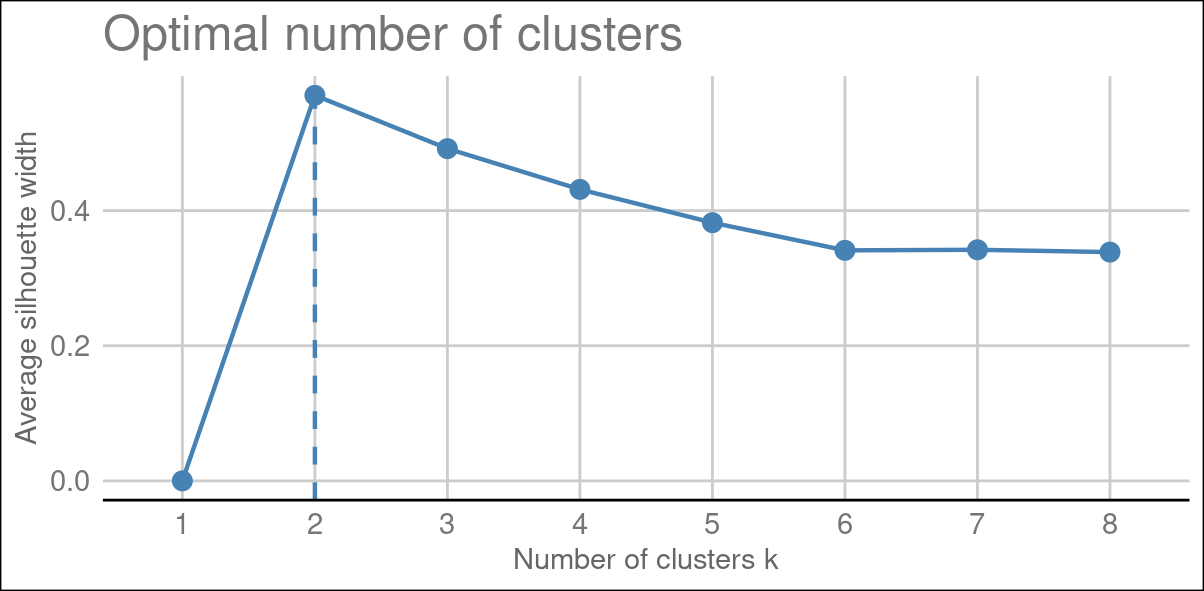 Optimal number of clusters
Average silhouette width
0.4
0.2
0.0
1 2 3 4 5 6 7 8
Number of clusters k